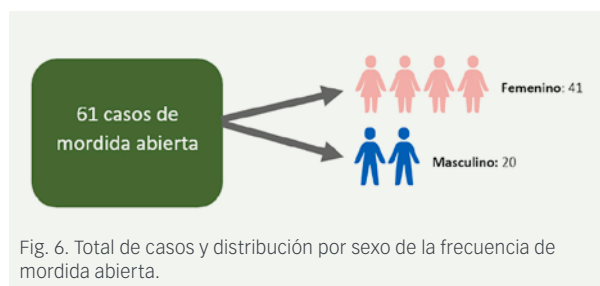 61 casos de
mordida abierta
Femenino: 41
Masculino: 20
Fig. 6. Total de casos y distribución por sexo de la frecuencia de
mordida abierta.